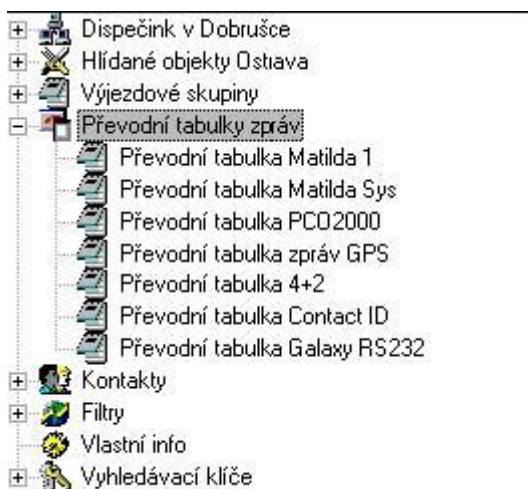 Dispečink v Dobrušce
Hlídané objekty Ostrava
Výjezdové skupiny
Převodní tabulky zpráv
Převodní tabulka Matilda 1
Převodní tabulka Matilda Sys
Převodní tabulka PCO2000
Převodní tabulka zpráv GPS
Převodní tabulka 4+2
Převodní tabulka Contact ID
Převodní tabulka Galaxy RS232
Kontakty
Filtry
Vlastní info
Vyhledávací klíče